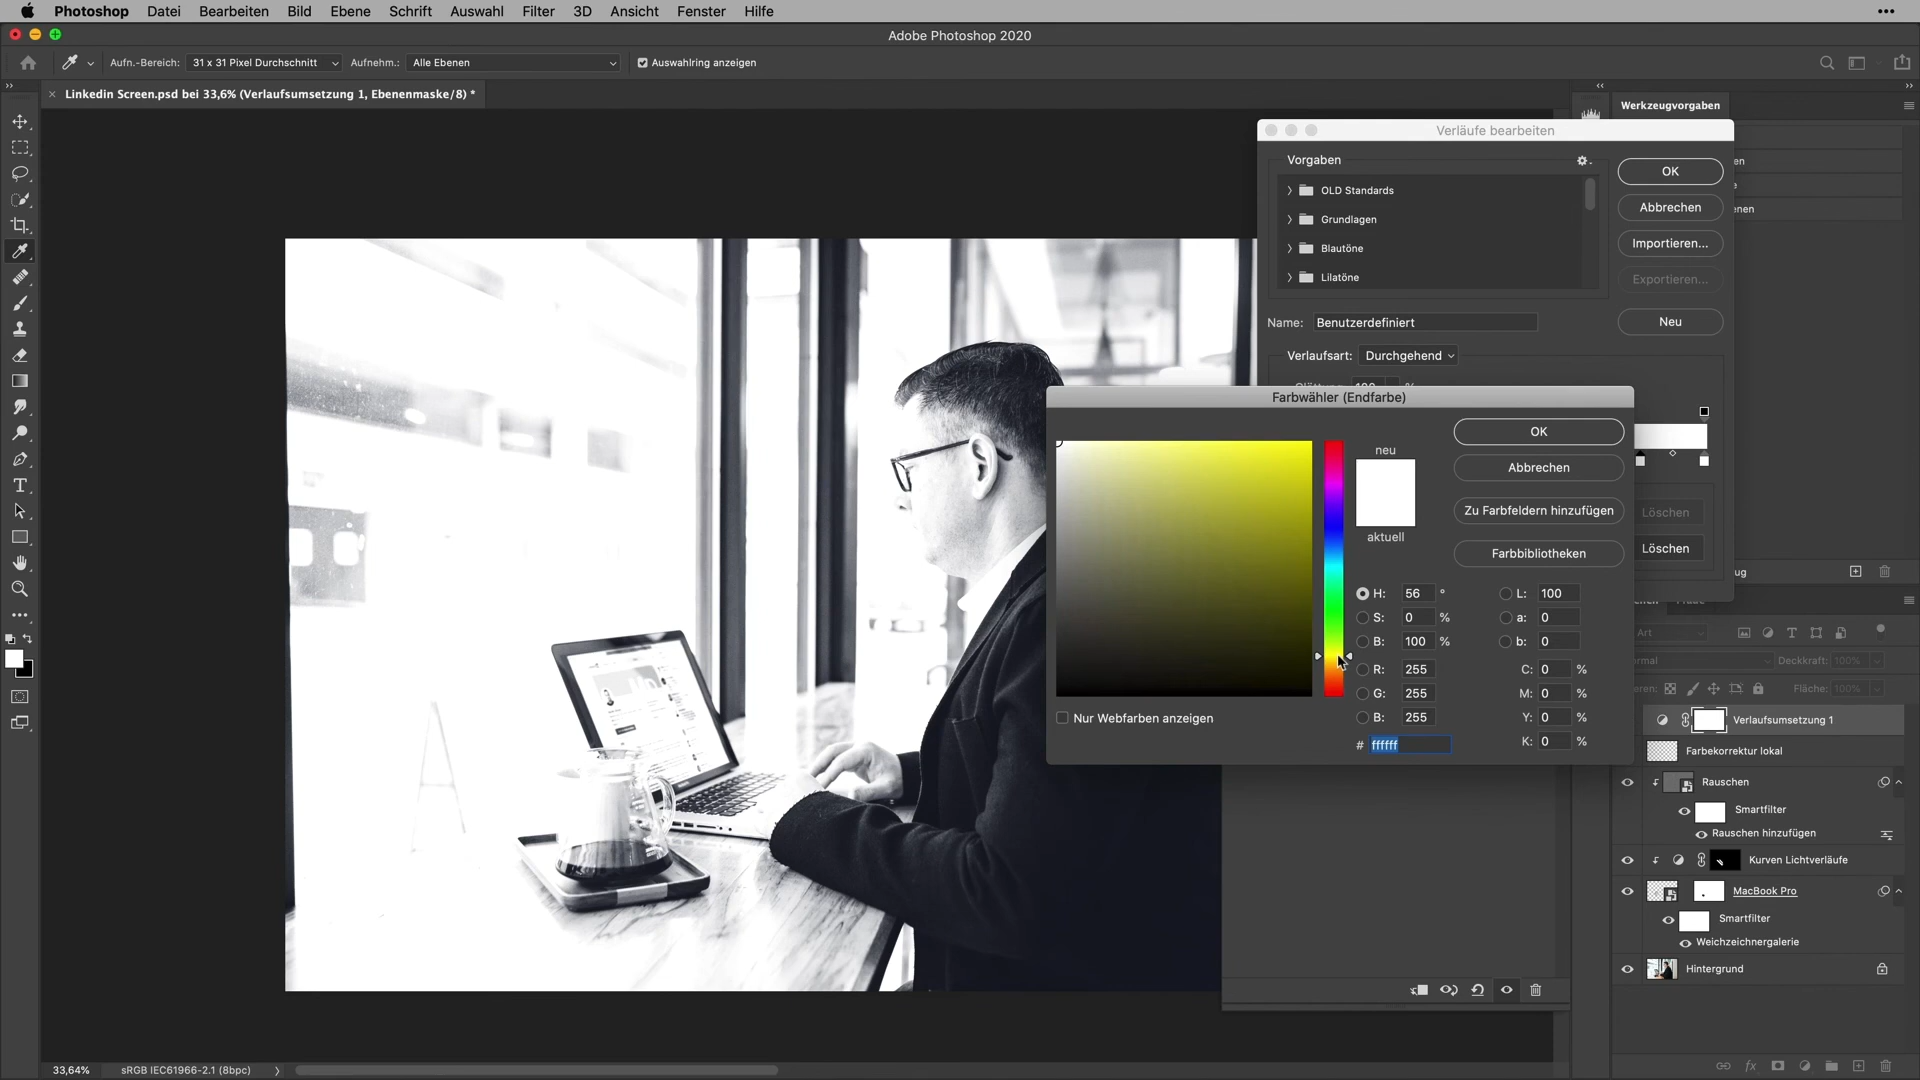 Photoshop Datei Bearbeiten Bild Ebene Schrift Auswahl Filter 3D Ansicht Fenster Hilfe
Adobe Photoshop 2020
Aufn.-Bereich: 31 x 31 Pixel Durchschnitt Aufnehm.: Alle Ebenen Auswahlring anzeigen
Linkedin Screen.psd bei 33,6% (Verlaufsumsetzung 1, Ebenenmaske/8) *
Werkzeugvorgaben
Verläufe bearbeiten
Vorgaben
OLD Standards
Grundlagen
Blautöne
Lilatöne
OK
Abbrechen
Importieren...
Exportieren...
Neu
Name: Benutzerdefiniert
Verlaufsart: Durchgehend
Löschen
Löschen
Farbwähler (Endfarbe)
neu
aktuell
OK
Abbrechen
Zu Farbfeldern hinzufügen
Farbbibliotheken
H: 56 ° L: 100
S: 0 % a: 0
B: 100 % b: 0
R: 255 C: 0 %
G: 255 M: 0 %
B: 255 Y: 0 %
# ffffff K: 0 %
Nur Webfarben anzeigen
Art
Deckkraft: 100%
Fläche: 100%
Verlaufsumsetzung 1
Farbekorrektur lokal
Rauschen
Smartfilter
Rauschen hinzufügen
Kurven Lichtverläufe
MacBook Pro
Smartfilter
Weichzeichnergalerie
Hintergrund
fx
33,64% sRGB IEC61966-2.1 (8bpc)